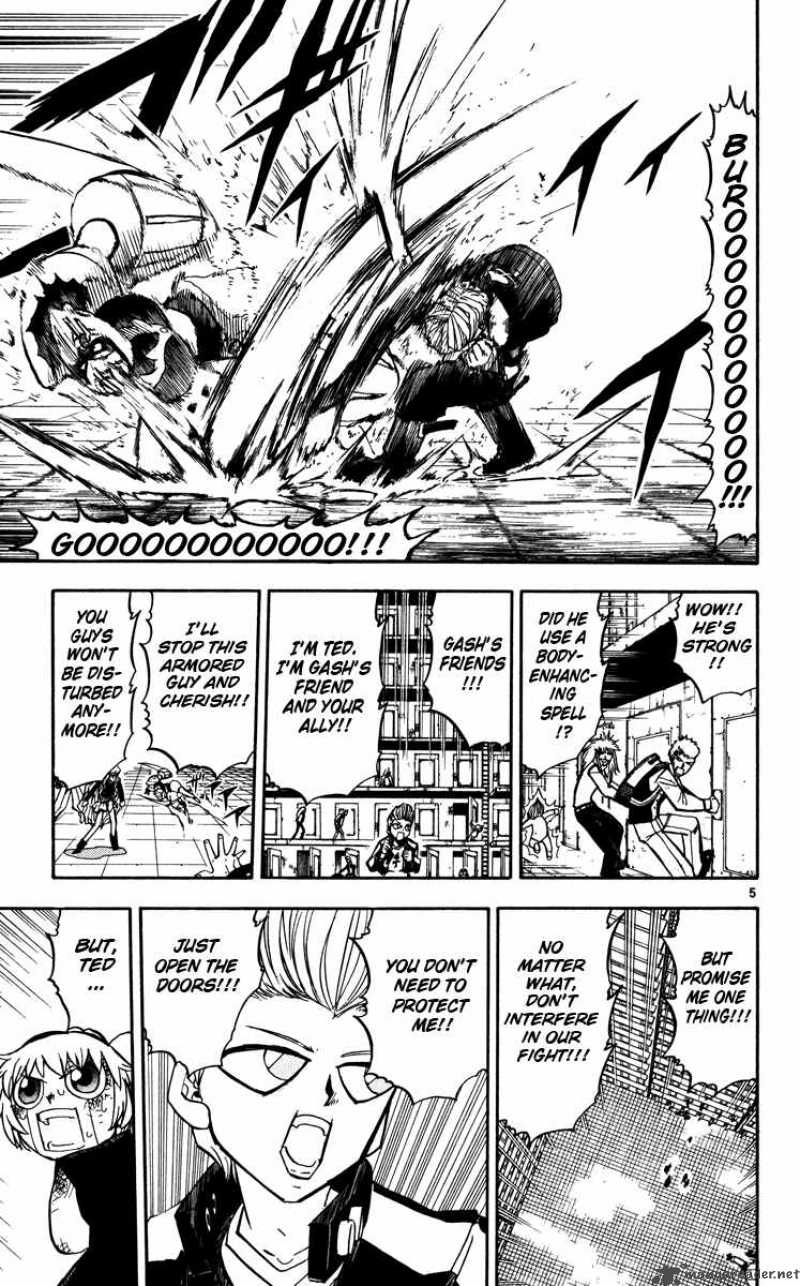 BUROOOOOOOOOOOO!!!
GOOOOOOOOOOOO!!!
WOW!!
HE'S
STRONG
!!
DID HE
USE A
BODY-
ENHANC-
ING
SPELL
!?
GASH'S
FRIENDS
!!!
I'M TED.
I'M GASH'S
FRIEND
AND YOUR
ALLY!!
I'LL
STOP THIS
ARMORED
GUY AND
CHERISH!!
YOU
GUYS
WON'T
BE DIS-
TURBED
ANY-
MORE!!
5
BUT
PROMISE
ME ONE
THING!!!
NO
MATTER
WHAT,
DON'T
INTERFERE
IN OUR
FIGHT!!!
YOU DON'T
NEED TO
PROTECT
ME!!
JUST
OPEN THE
DOORS!!!
BUT,
TED
...